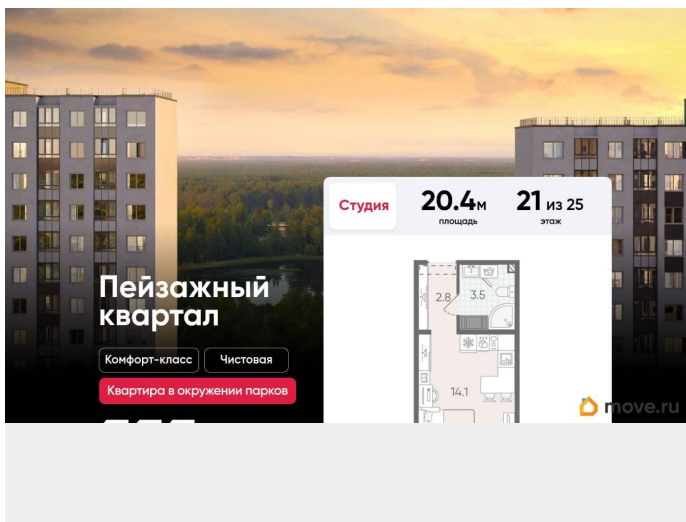 Студия
20.4м
площадь
21 из 25
этаж
Пейзажный
квартал
Комфорт-класс
Чистовая
Квартира в окружении парков
2.8
3.5
14.1
move.ru